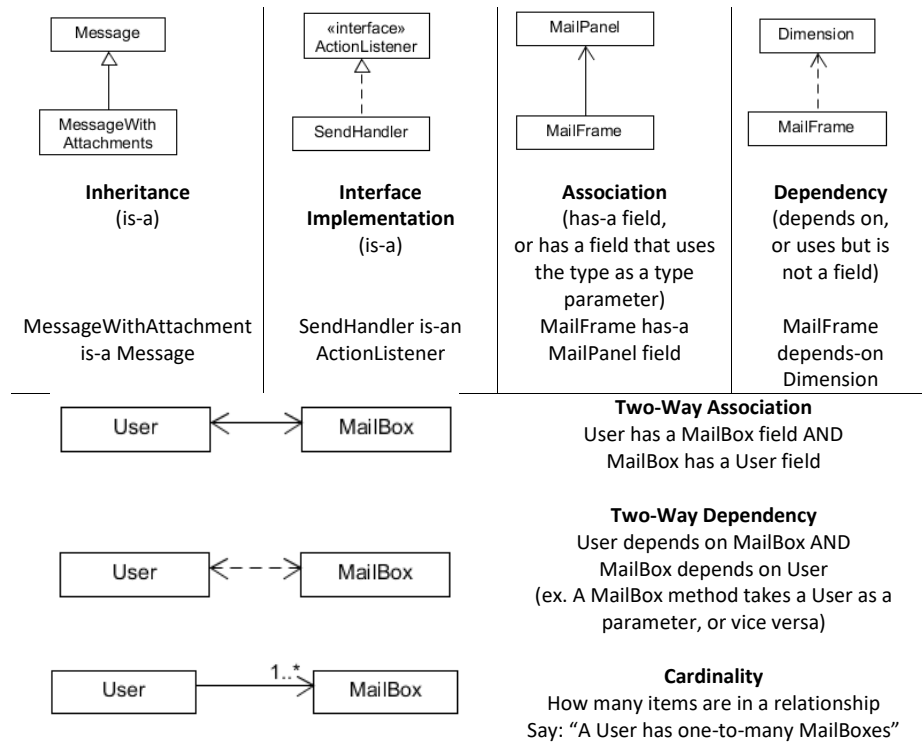 Message
MessageWith
Attachments
Inheritance
(is-a)
MessageWithAttachment
is-a Message
«interface»
ActionListener
SendHandler
Interface
Implementation
(is-a)
SendHandler is-an
ActionListener
MailPanel
MailFrame
Association
(has-a field,
or has a field that uses
the type as a type
parameter)
MailFrame has-a
MailPanel field
Dimension
MailFrame
Dependency
(depends on,
or uses but is
not a field)
MailFrame
depends-on
Dimension
User
MailBox
Two-Way Association
User has a MailBox field AND
MailBox has a User field
User
MailBox
Two-Way Dependency
User depends on MailBox AND
MailBox depends on User
(ex. A MailBox method takes a User as a
parameter, or vice versa)
User
1..*
MailBox
Cardinality
How many items are in a relationship
Say: “A User has one-to-many MailBoxes”